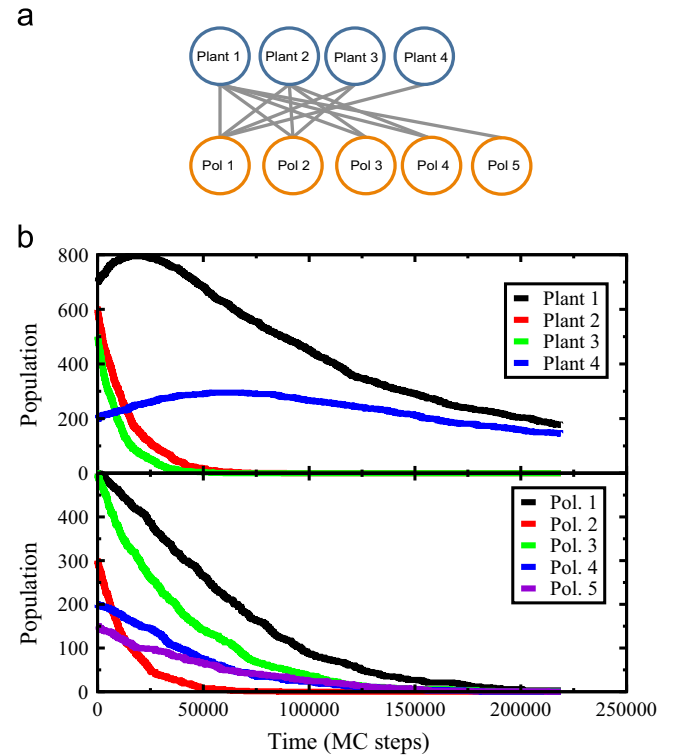 a
Plant 1 Plant 2 Plant 3 Plant 4
Pol 1 Pol 2 Pol 3 Pol 4 Pol 5
b
800
600
400
200
0
Population
Plant 1
Plant 2
Plant 3
Plant 4
400
300
200
100
0
Population
Pol. 1
Pol. 2
Pol. 3
Pol. 4
Pol. 5
0 50000 100000 150000 200000 250000
Time (MC steps)